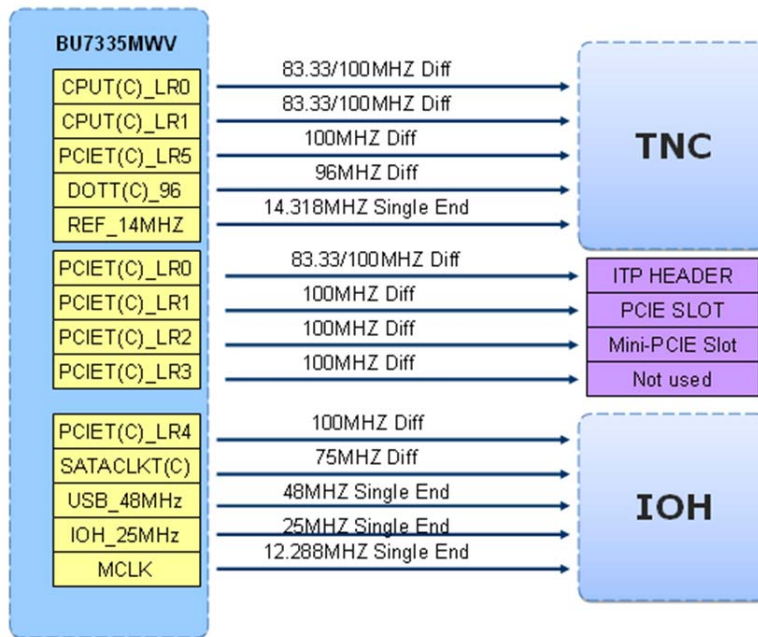 BU7335MWV
CPUT(C)_LR0 83.33/100MHZ Diff
CPUT(C)_LR1 83.33/100MHZ Diff
PCIET(C)_LR5 100MHZ Diff
DOTT(C)_96 96MHZ Diff
REF_14MHZ 14.318MHZ Single End
TNC
PCIET(C)_LR0 83.33/100MHZ Diff ITP HEADER
PCIET(C)_LR1 100MHZ Diff PCIE SLOT
PCIET(C)_LR2 100MHZ Diff Mini-PCIE Slot
PCIET(C)_LR3 100MHZ Diff Not used
PCIET(C)_LR4 100MHZ Diff
SATACLKT(C) 75MHZ Diff
USB_48MHz 48MHZ Single End
IOH_25MHz 25MHZ Single End
MCLK 12.288MHZ Single End
IOH